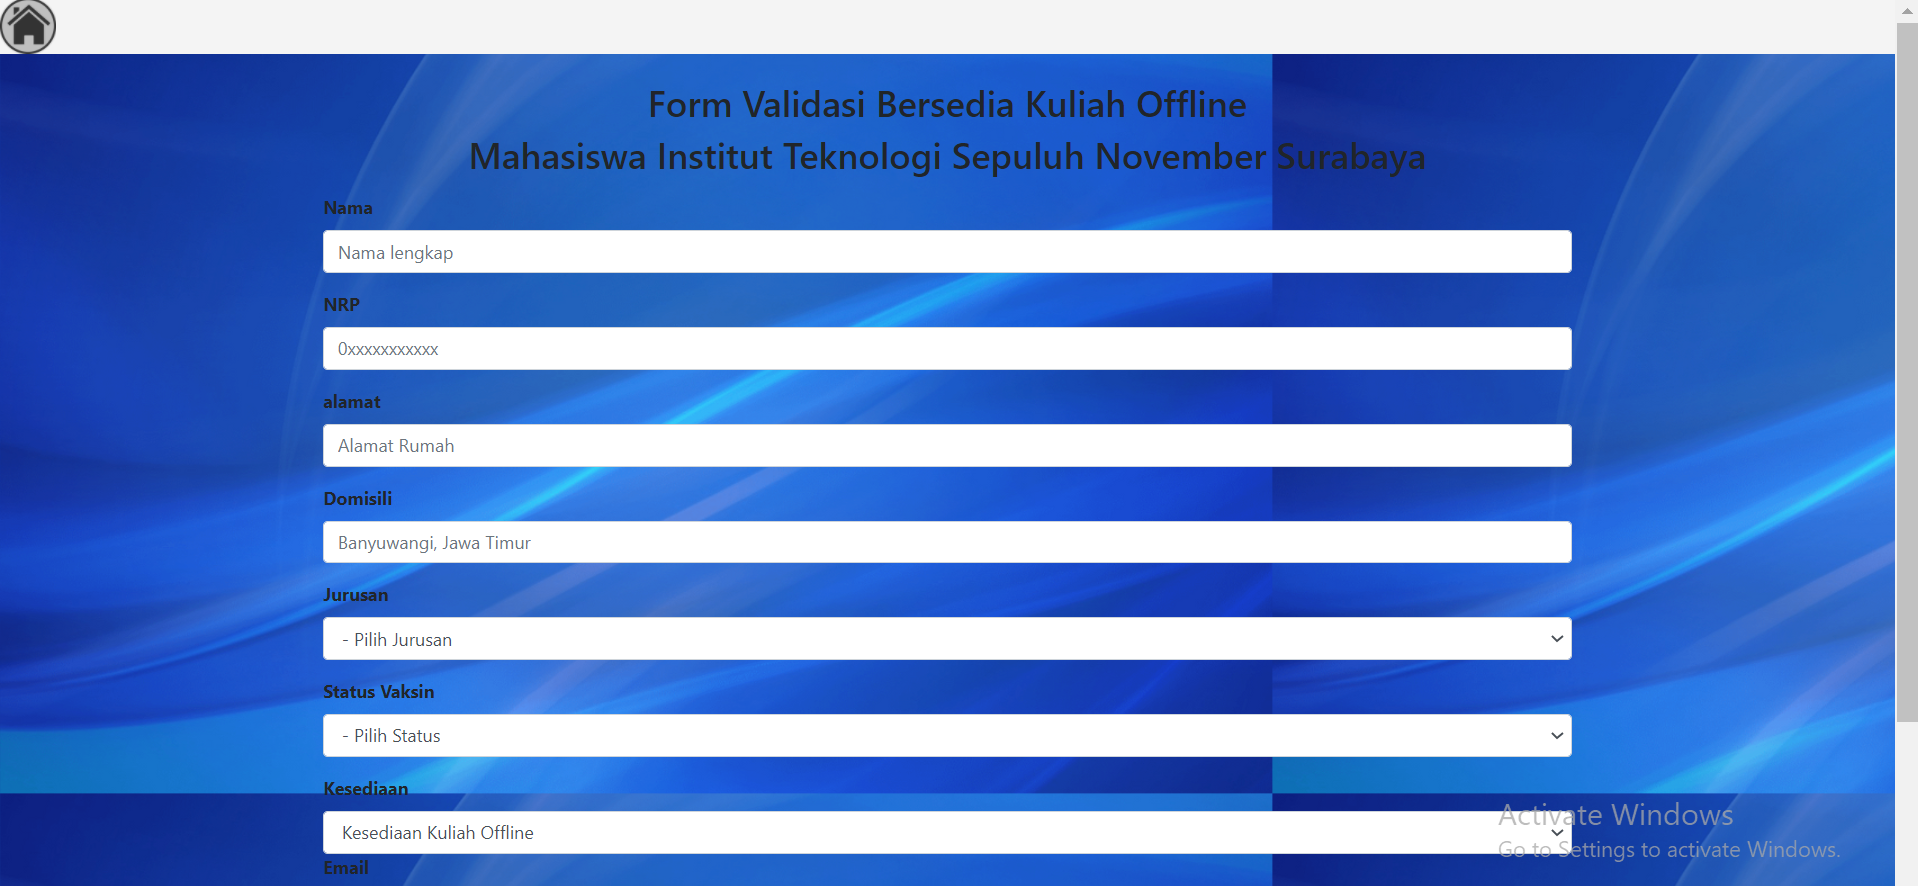 Form Validasi Bersedia Kuliah Offline
Mahasiswa Institut Teknologi Sepuluh November Surabaya
Nama
Nama lengkap
NRP
0xxxxxxxxxxx
alamat
Alamat Rumah
Domisili
Banyuwangi, Jawa Timur
Jurusan
- Pilih Jurusan
Status Vaksin
- Pilih Status
Kesediaan
Kesediaan Kuliah Offline
Email
Activate Windows
Go to Settings to activate Windows.